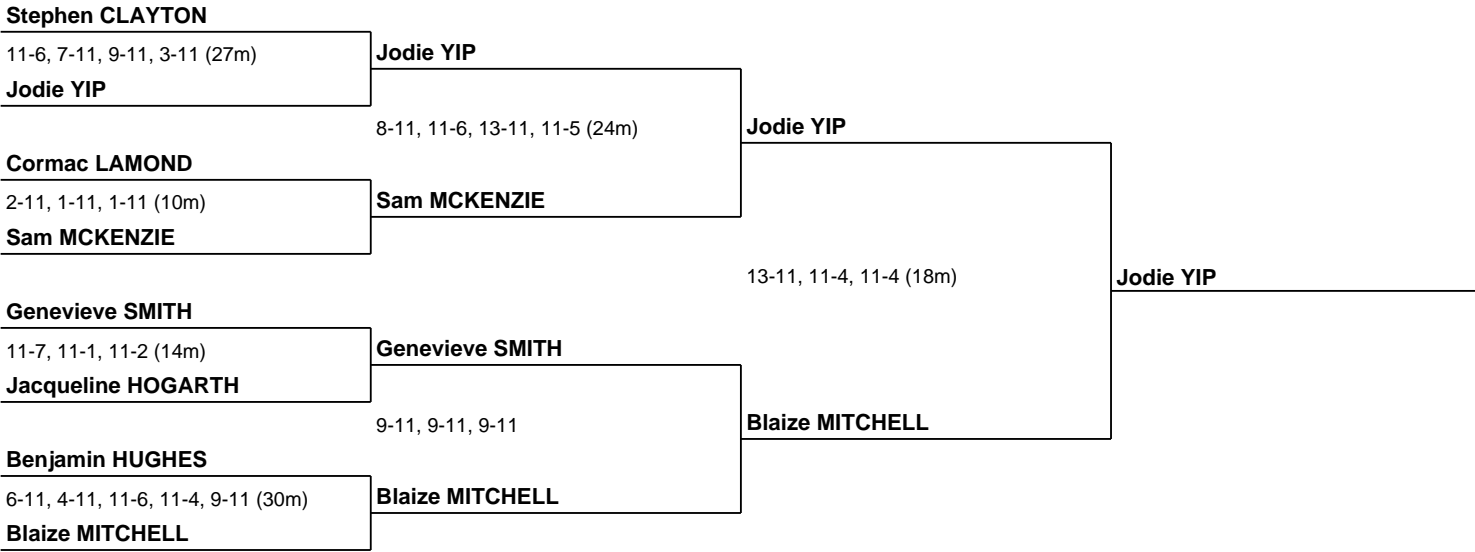 Stephen CLAYTON
11-6, 7-11, 9-11, 3-11 (27m)
Jodie YIP
Jodie YIP
8-11, 11-6, 13-11, 11-5 (24m)
Jodie YIP
Cormac LAMOND
2-11, 1-11, 1-11 (10m)
Sam MCKENZIE
Sam MCKENZIE
13-11, 11-4, 11-4 (18m)
Jodie YIP
Genevieve SMITH
11-7, 11-1, 11-2 (14m)
Genevieve SMITH
Jacqueline HOGARTH
9-11, 9-11, 9-11
Blaize MITCHELL
Benjamin HUGHES
6-11, 4-11, 11-6, 11-4, 9-11 (30m)
Blaize MITCHELL
Blaize MITCHELL